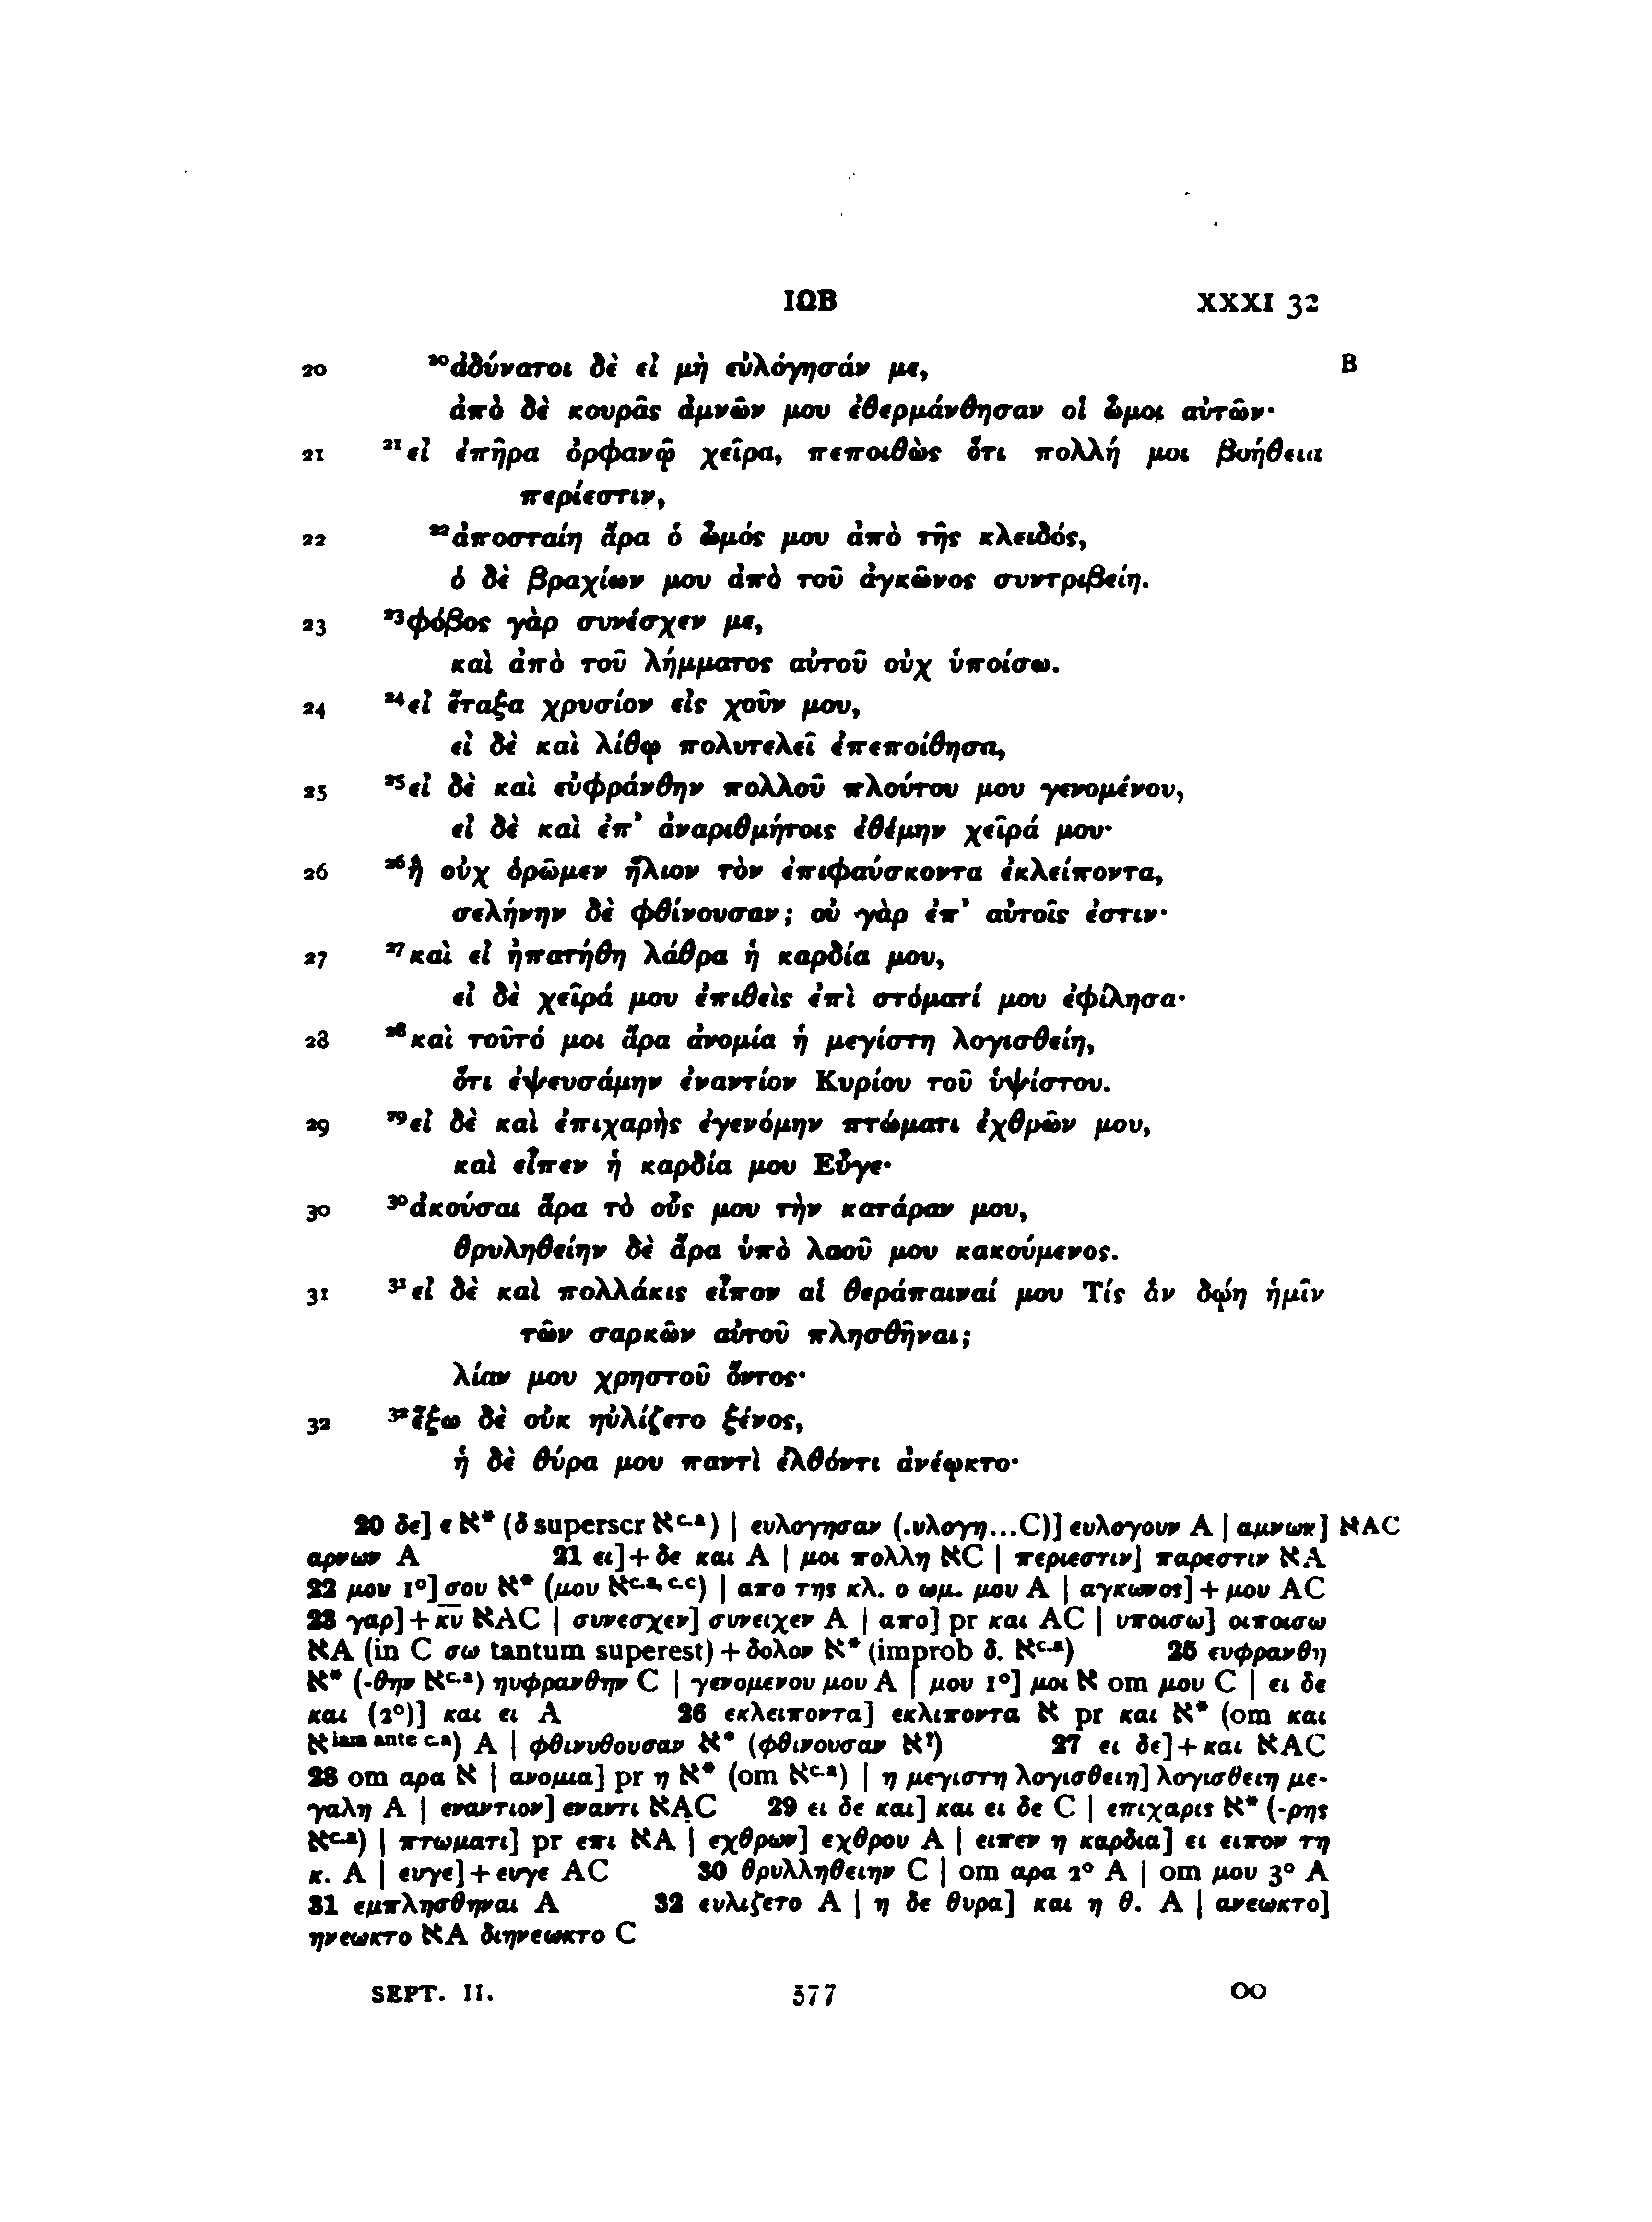 ΙΩΒ XXXI 32
20 ²⁰ἀδύνατοι δὲ εἰ μὴ εὐλόγησάν με, B
ἀπὸ δὲ κουρᾶς ἀμνῶν μου ἐθερμάνθησαν οἱ ὦμοι αὐτῶν·
21 ²¹εἰ ἐπῆρα ὀρφανῷ χεῖρα, πεποιθὼς ὅτι πολλή μοι βοήθεια
περίεστιν,
22 ²²ἀποσταίη ἄρα ὁ ὦμός μου ἀπὸ τῆς κλειδός,
ὁ δὲ βραχίων μου ἀπὸ τοῦ ἀγκῶνος συντριβείη.
23 ²³φόβος γὰρ συνέσχεν με,
καὶ ἀπὸ τοῦ λήμματος αὐτοῦ οὐχ ὑποίσω.
24 ²⁴εἰ ἔταξα χρυσίον εἰς χοῦν μου,
εἰ δὲ καὶ λίθῳ πολυτελεῖ ἐπεποίθησα,
25 ²⁵εἰ δὲ καὶ εὐφράνθην πολλοῦ πλούτου μου γενομένου,
εἰ δὲ καὶ ἐπ’ ἀναριθμήτοις ἐθέμην χεῖρά μου·
26 ²⁶ἢ οὐχ ὁρῶμεν ἥλιον τὸν ἐπιφαύσκοντα ἐκλείποντα,
σελήνην δὲ φθίνουσαν; οὐ γὰρ ἐπ’ αὐτοῖς ἐστιν·
27 ²⁷καὶ εἰ ἠπατήθη λάθρα ἡ καρδία μου,
εἰ δὲ χεῖρά μου ἐπιθεὶς ἐπὶ στόματί μου ἐφίλησα·
28 ²⁸καὶ τοῦτό μοι ἄρα ἀνομία ἡ μεγίστη λογισθείη,
ὅτι ἐψευσάμην ἐναντίον Κυρίου τοῦ ὑψίστου.
29 ²⁹εἰ δὲ καὶ ἐπιχαρὴς ἐγενόμην πτώματι ἐχθρῶν μου,
καὶ εἶπεν ἡ καρδία μου Εὖγε·
30 ³⁰ἀκούσαι ἄρα τὸ οὖς μου τὴν κατάραν μου,
θρυληθείην δὲ ἄρα ὑπὸ λαοῦ μου κακούμενος.
31 ³¹εἰ δὲ καὶ πολλάκις εἶπον αἱ θεράπαιναί μου Τίς ἂν δῴη ἡμῖν
τῶν σαρκῶν αὐτοῦ πλησθῆναι;
λίαν μου χρηστοῦ ὄντος·
32 ³²ἔξω δὲ οὐκ ηὐλίζετο ξένος,
ἡ δὲ θύρα μου παντὶ ἐλθόντι ἀνέῳκτο·
20 δε] ε ℵ* (δ superscr ℵᶜ·ᵃ) | ευλογησαν (.υλογη...C)] ευλογουν A | αμνων] ℵAC
αρνων A 21 ει]+δε και A | μοι πολλη ℵC | περιεστιν] παρεστιν ℵA
22 μου 1°] σου ℵ* (μου ℵᶜ·ᵃ, ᶜ·ᶜ) | απο της κλ. ο ωμ. μου A | αγκωνος]+μου AC
23 γαρ]+κ̅υ̅ ℵAC | συνεσχεν] συνειχεν A | απο] pr και AC | υποισω] οιποισω
ℵA (in C σω tantum superest)+δολον ℵ* (improb δ. ℵᶜ·ᵃ) 25 ευφρανθη
ℵ* (-θην ℵᶜ·ᵃ) ηυφρανθην C | γενομενου μου A | μου 1°] μοι ℵ om μου C | ει δε
και (2°)] και ει A 26 εκλειποντα] εκλιποντα ℵ pr και ℵ* (om και
ℵⁱᵃᵐ ᵃⁿᵗᵉ ᶜ·ᵃ) A | φθινυθουσαν ℵ* (φθινουσαν ℵ?) 27 ει δε]+και ℵAC
28 om αρα ℵ | ανομια] pr η ℵ* (om ℵᶜ·ᵃ) | η μεγιστη λογισθειη] λογισθειη με-
γαλη A | εναντιον] εναντι ℵAC 29 ει δε και] και ει δε C | επιχαρις ℵ* (-ρης
ℵᶜ·ᵃ) | πτωματι] pr επι ℵA | εχθρων] εχθρου A | ειπεν η καρδια] ει ειπον τη
κ. A | ευγε]+ευγε AC 30 θρυλληθειην C | om αρα 2° A | om μου 3° A
31 εμπλησθηναι A 32 ευλιζετο A | η δε θυρα] και η θ. A | ανεωκτο]
ηνεωκτο ℵA διηνεωκτο C
SEPT. II. 577 OO